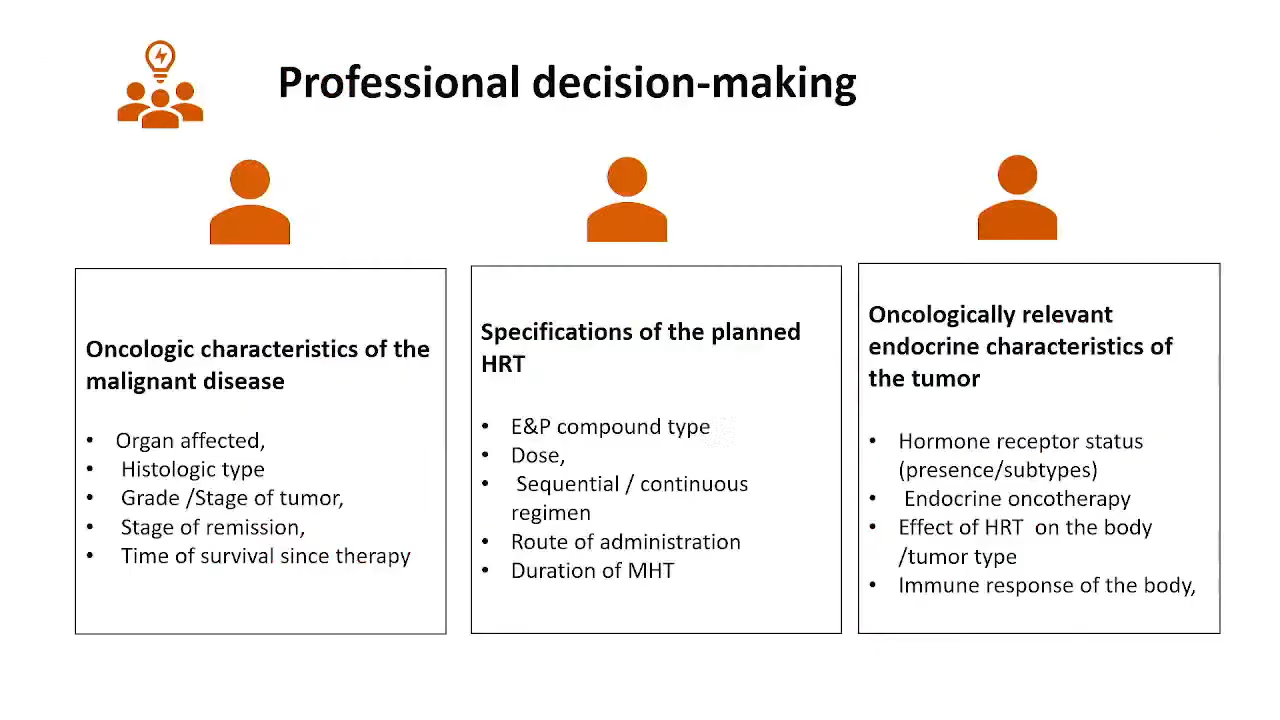 Professional decision-making
Oncologic characteristics of the
malignant disease
• Organ affected,
• Histologic type
• Grade /Stage of tumor,
• Stage of remission,
• Time of survival since therapy
Specifications of the planned
HRT
• E&P compound type
• Dose,
• Sequential / continuous
regimen
• Route of administration
• Duration of MHT
Oncologically relevant
endocrine characteristics of
the tumor
• Hormone receptor status
(presence/subtypes)
• Endocrine oncotherapy
• Effect of HRT on the body
/tumor type
• Immune response of the body,